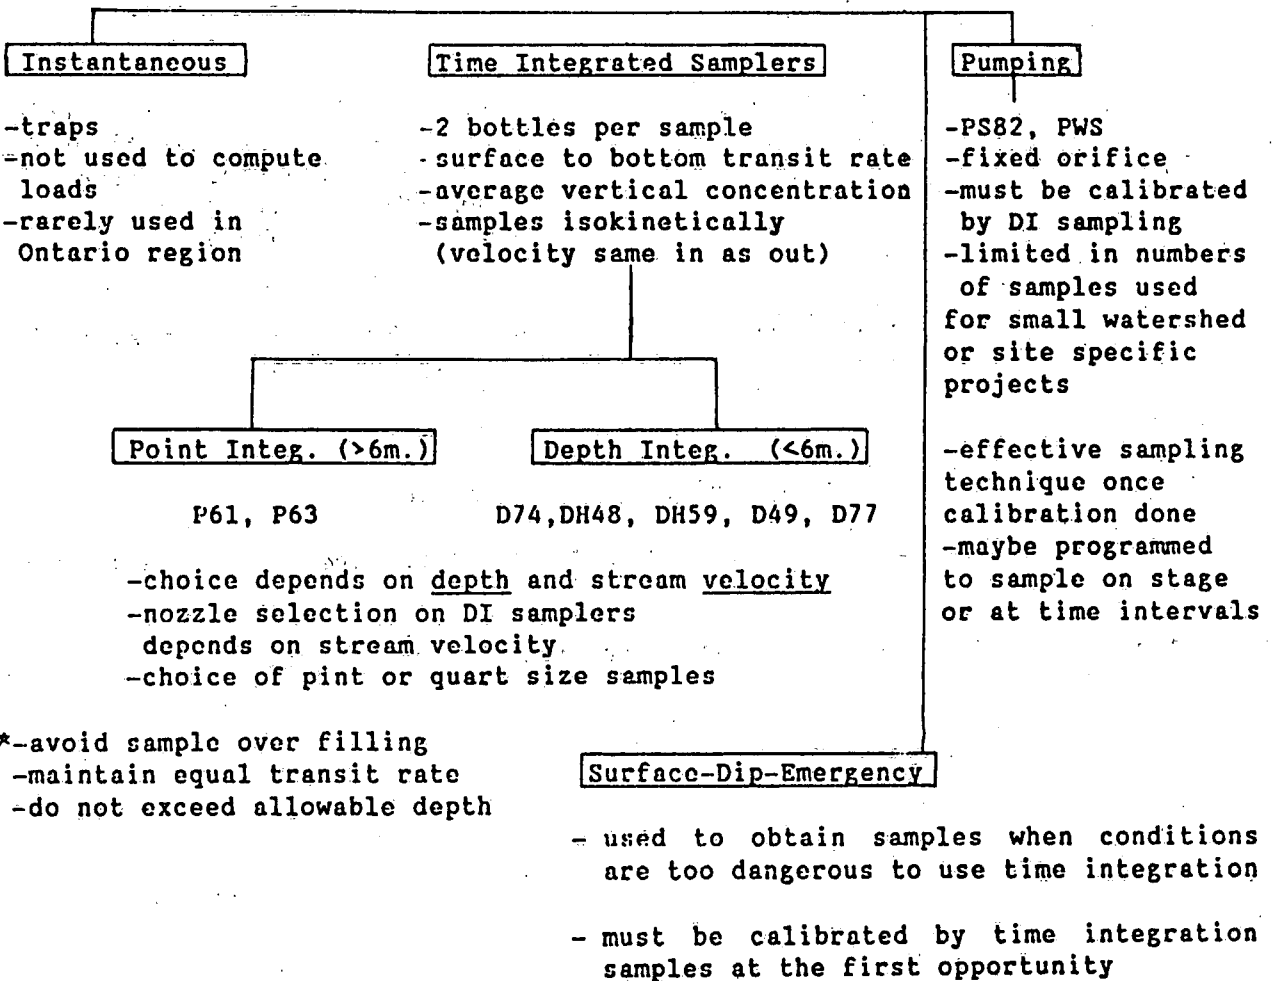 Instantaneous
-traps
-not used to compute
loads
-rarely used in
Ontario region
Time Integrated Samplers
-2 bottles per sample
-surface to bottom transit rate
-average vertical concentration
-samples isokinetically
(velocity same in as out)
Pumping
-PS82, PWS
-fixed orifice
-must be calibrated
by DI sampling
-limited in numbers
of samples used
for small watershed
or site specific
projects
-effective sampling
technique once
calibration done
-maybe programmed
to sample on stage
or at time intervals
Point Integ. (>6m.)
P61, P63
Depth Integ. (<6m.)
D74,DH48, DH59, D49, D77
-choice depends on depth and stream velocity
-nozzle selection on DI samplers
depends on stream velocity.
-choice of pint or quart size samples
*-avoid sample over filling
-maintain equal transit rate
-do not exceed allowable depth
Surface-Dip-Emergency
- used to obtain samples when conditions
are too dangerous to use time integration
- must be calibrated by time integration
samples at the first opportunity